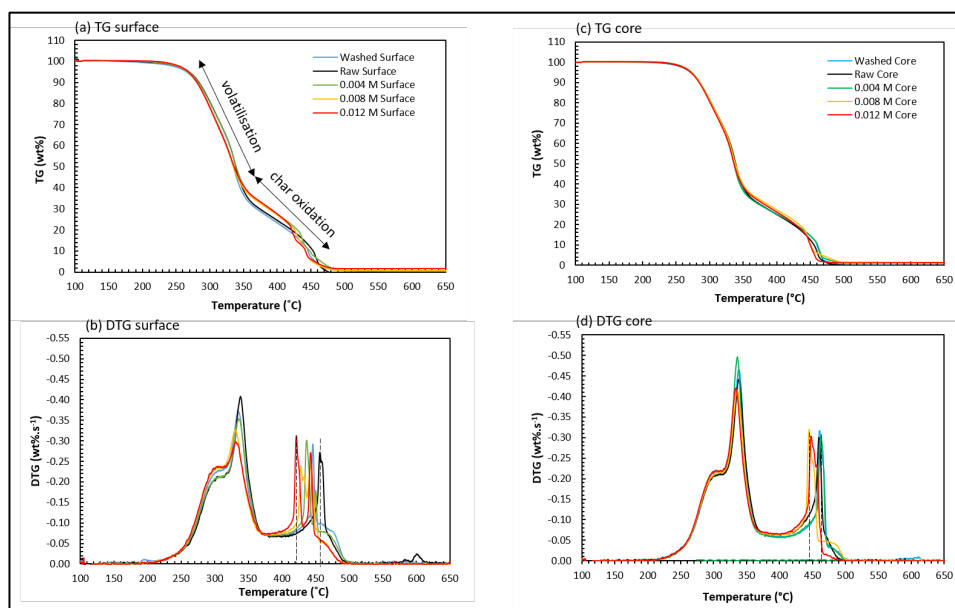 (a) TG surface
110
100
90
80
70
60
50
40
30
20
10
0
TG (wt%)
100 150 200 250 300 350 400 450 500 550 600 650
Temperature (˚C)
Washed Surface
Raw Surface
0.004 M Surface
0.008 M Surface
0.012 M Surface
volatilisation
char oxidation
(c) TG core
110
100
90
80
70
60
50
40
30
20
10
0
TG (wt%)
100 150 200 250 300 350 400 450 500 550 600 650
Temperature (°C)
Washed Core
Raw Core
0.004 M Core
0.008 M Core
0.012 M Core
(b) DTG surface
-0.55
-0.50
-0.45
-0.40
-0.35
-0.30
-0.25
-0.20
-0.15
-0.10
-0.05
0.00
DTG (wt%.s⁻¹)
100 150 200 250 300 350 400 450 500 550 600 650
Temperature (˚C)
(d) DTG core
-0.55
-0.50
-0.45
-0.40
-0.35
-0.30
-0.25
-0.20
-0.15
-0.10
-0.05
0.00
DTG (wt%.s⁻¹)
100 150 200 250 300 350 400 450 500 550 600 650
Temperature (°C)